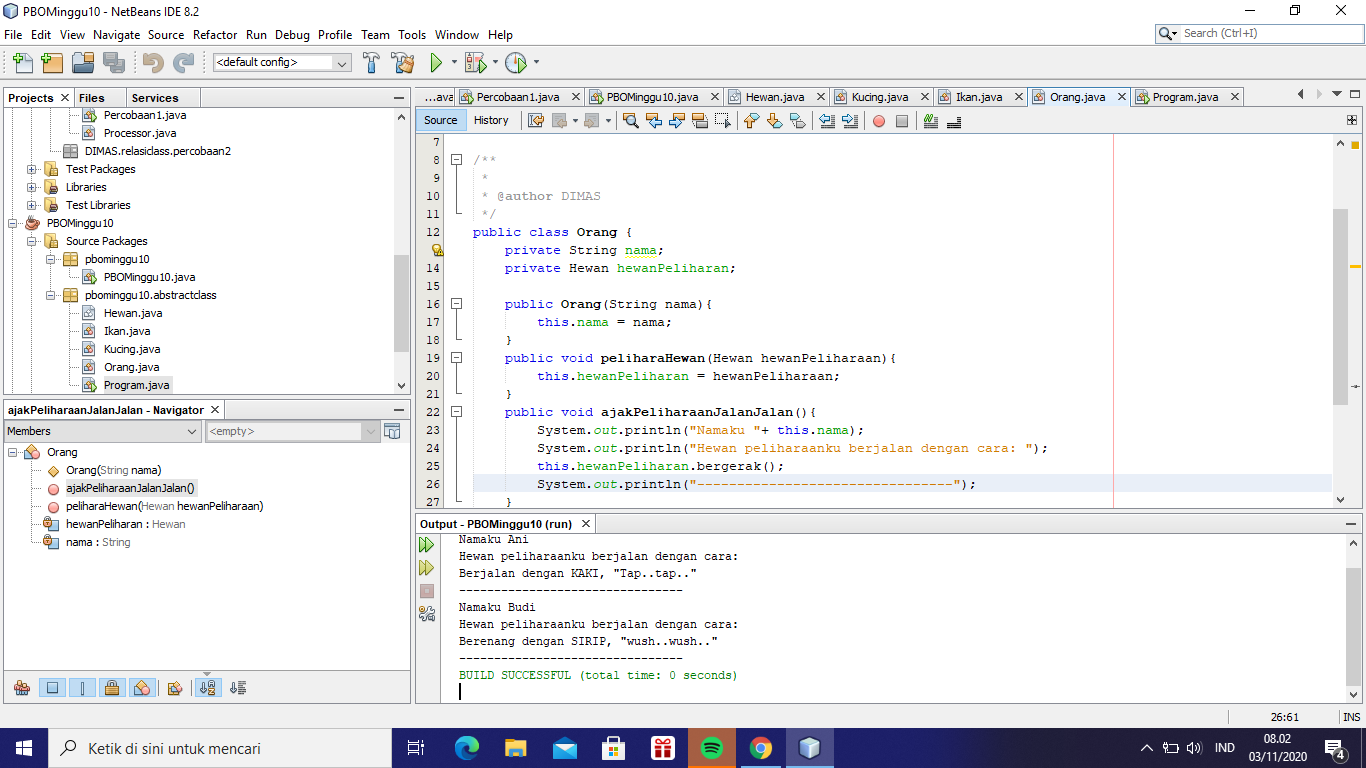 PBOMinggu10 - NetBeans IDE 8.2
File Edit View Navigate Source Refactor Run Debug Profile Team Tools Window Help
Search (Ctrl+I)
<default config>
Projects Files Services
Percobaan1.java
Processor.java
DIMAS.relasiclass.percobaan2
Test Packages
Libraries
Test Libraries
PBOMinggu10
Source Packages
pbominggu10
PBOMinggu10.java
pbominggu10.abstractclass
Hewan.java
Ikan.java
Kucing.java
Orang.java
Program.java
ajakPeliharaanJalanJalan - Navigator
Members <empty>
Orang
Orang(String nama)
ajakPeliharaanJalanJalan()
peliharaHewan(Hewan hewanPeliharaan)
hewanPeliharan : Hewan
nama : String
...ava Percobaan1.java PBOMinggu10.java Hewan.java Kucing.java Ikan.java Orang.java Program.java
Source History
7
8 /**
9 *
10 * @author DIMAS
11 */
12 public class Orang {
private String nama;
14 private Hewan hewanPeliharan;
15
16 public Orang(String nama){
17 this.nama = nama;
18 }
19 public void peliharaHewan(Hewan hewanPeliharaan){
20 this.hewanPeliharan = hewanPeliharaan;
21 }
22 public void ajakPeliharaanJalanJalan(){
23 System.out.println("Namaku "+ this.nama);
24 System.out.println("Hewan peliharaanku berjalan dengan cara: ");
25 this.hewanPeliharan.bergerak();
26 System.out.println("--------------------------------");
27 }
Output - PBOMinggu10 (run)
Namaku Ani
Hewan peliharaanku berjalan dengan cara:
Berjalan dengan KAKI, "Tap..tap.."
--------------------------------
Namaku Budi
Hewan peliharaanku berjalan dengan cara:
Berenang dengan SIRIP, "wush..wush.."
--------------------------------
BUILD SUCCESSFUL (total time: 0 seconds)
26:61 INS
Ketik di sini untuk mencari
IND
08.02
03/11/2020
4